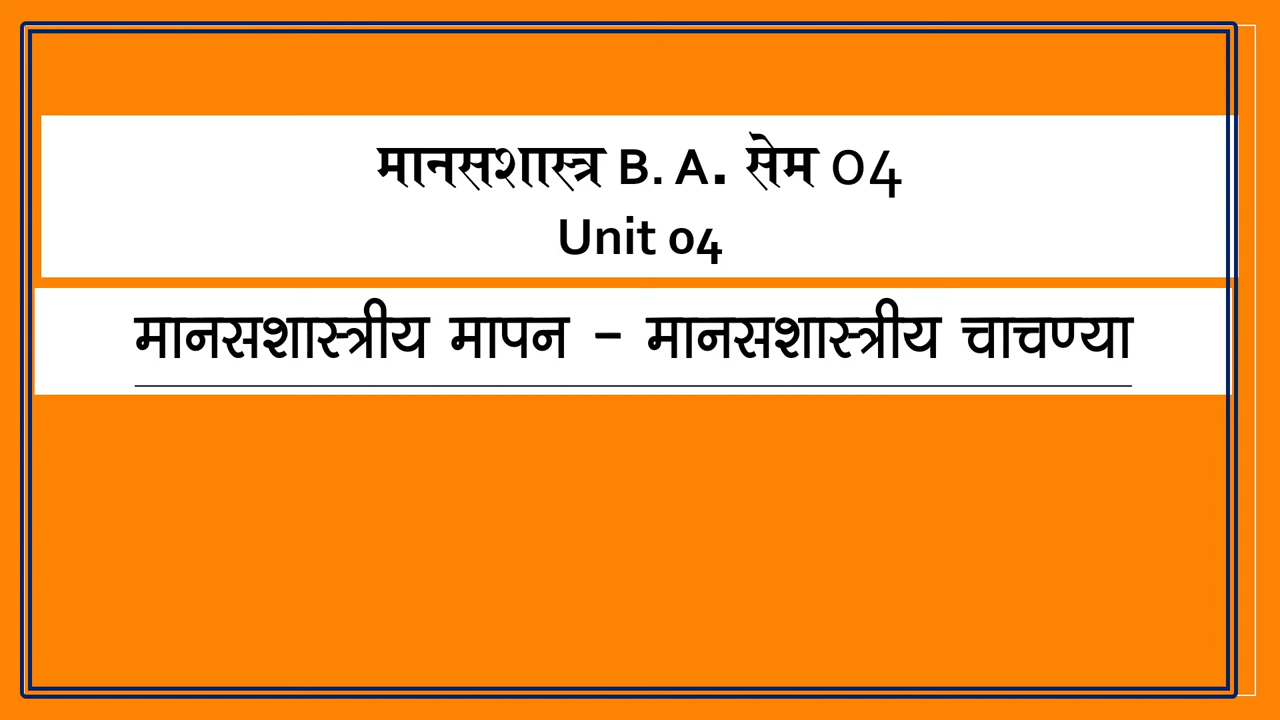 मानसशास्त्र B. A. सेम 04
Unit 04
मानसशास्त्रीय मापन - मानसशास्त्रीय चाचण्या